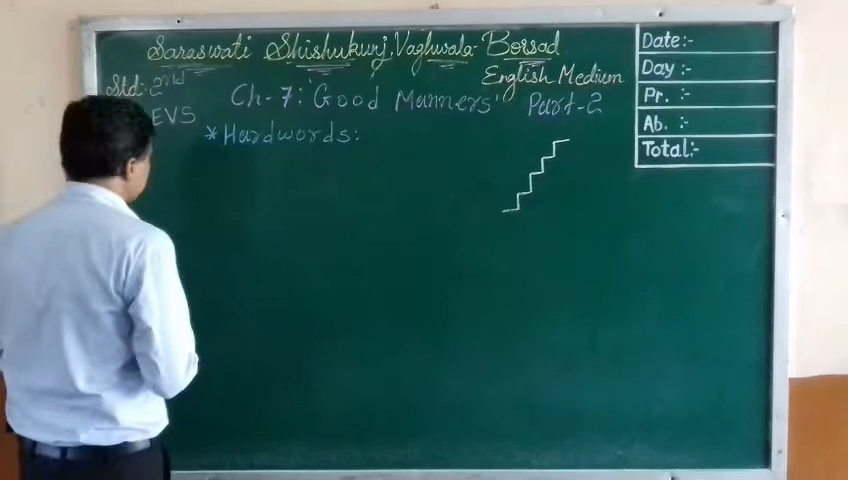 Saraswati Shishukunj, Vaghwala - Borsad
English Medium
Std:- 2nd
EVS
Ch-7: Good Manners" Part-2
*Hardwords:
Date:-
Day :-
Pr. :-
Ab. :-
Total:-